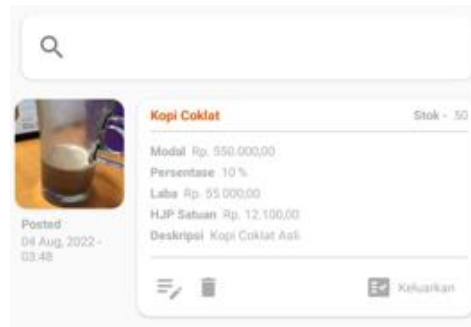 Kopi Coklat
Stok - 50
Modal Rp. 550.000,00
Persentase 10 %
Laba Rp. 55.000,00
HJP Satuan Rp. 12.100,00
Deskripsi Kopi Coklat Asli
Posted
04 Aug, 2022 -
03:48
Keluarkan